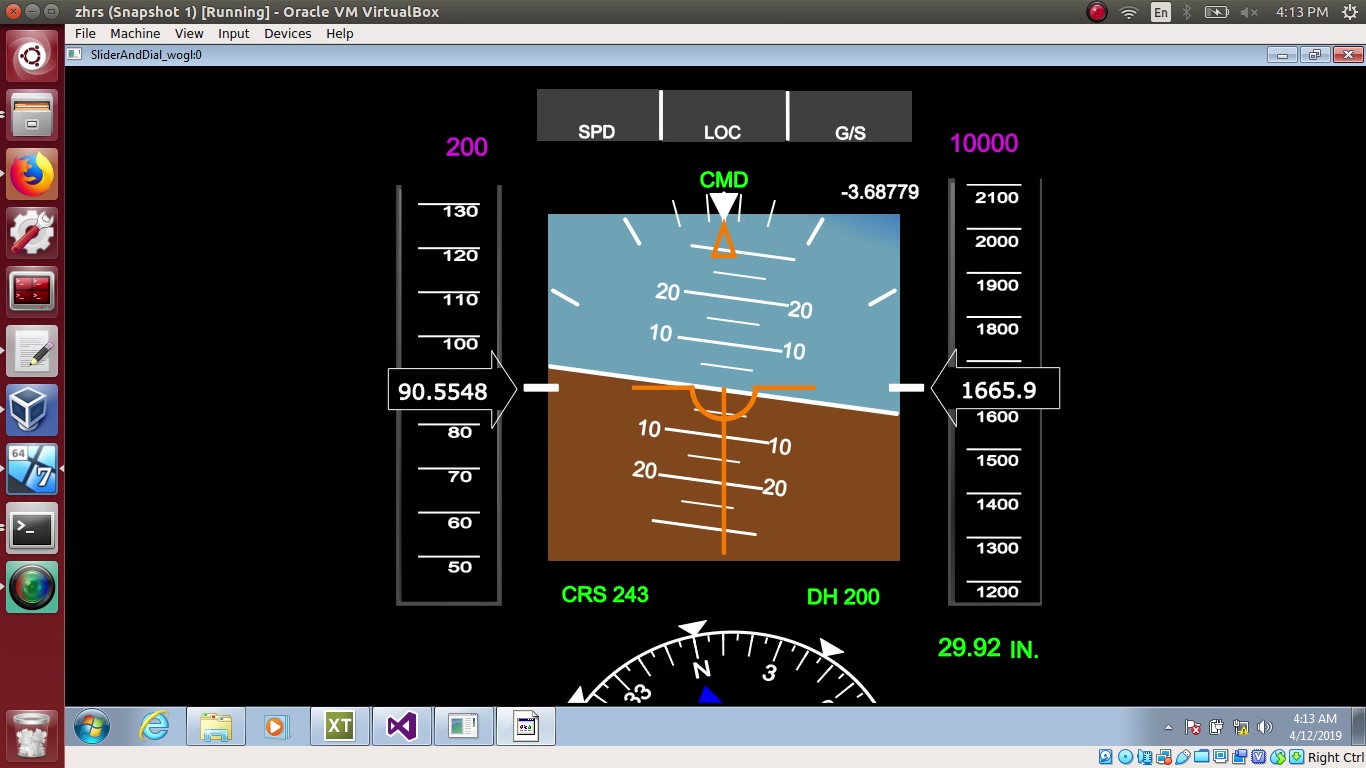 zhrs (Snapshot 1) [Running] - Oracle VM VirtualBox
En
4:13 PM
File Machine View Input Devices Help
SliderAndDial_wogl:0
SPD LOC G/S
200
10000
CMD
-3.68779
130
120
110
100
90.5548
80
70
60
50
20 20
10 10
10 10
20 20
2100
2000
1900
1800
1665.9
1600
1500
1400
1300
1200
CRS 243
DH 200
29.92 IN.
33 N 3
64
7
XT
4:13 AM
4/12/2019
Right Ctrl